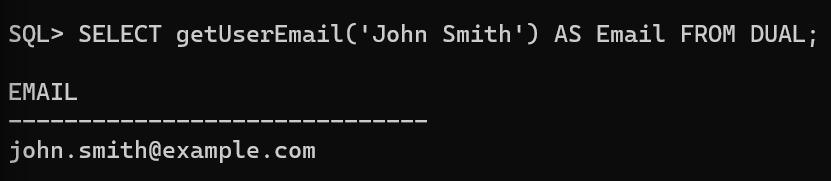 SQL> SELECT getUserEmail('John Smith') AS Email FROM DUAL;
EMAIL
------------------------------
john.smith@example.com